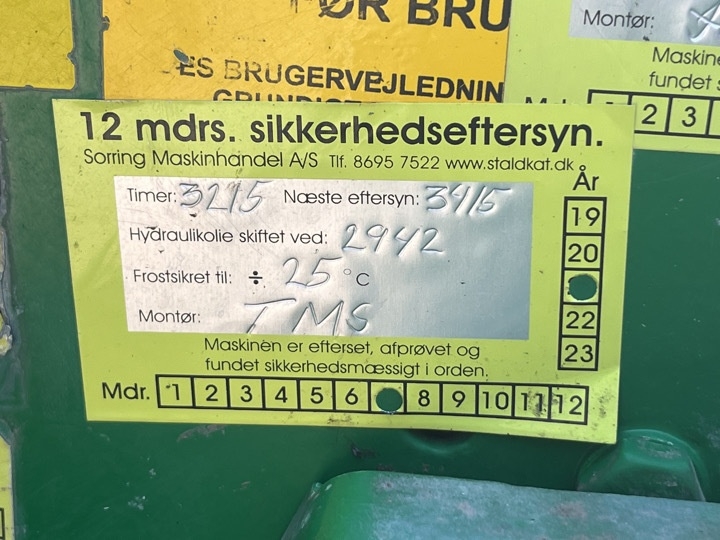 FØR BRU
ES BRUGERVEJLEDNIN
Montør:
Maskine
fundet s
2 3
12 mdrs. sikkerhedseftersyn.
Sorring Maskinhandel A/S Tlf. 8695 7522 www.staldkat.dk
År
Timer: 3215 Næste eftersyn: 3415
Hydraulikolie skiftet ved: 2942
Frostsikret til: ÷ 25 °C
Montør: TMS
19
20
22
23
Maskinen er efterset, afprøvet og
fundet sikkerhedsmæssigt i orden.
Mdr. 1 2 3 4 5 6 8 9 10 11 12